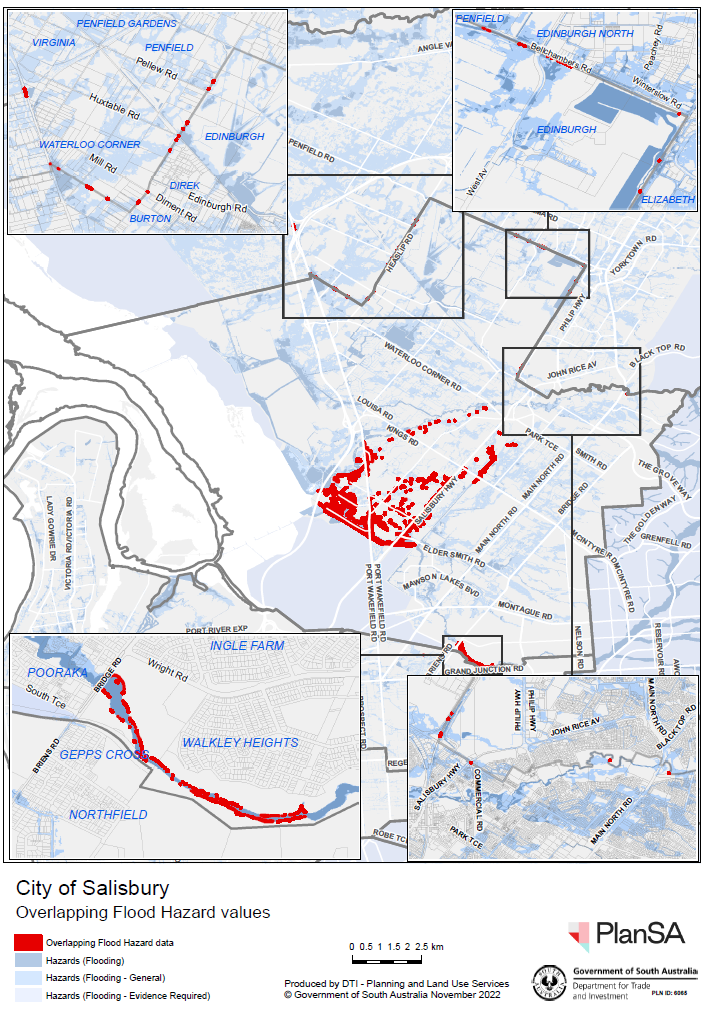 PENFIELD GARDENS
VIRGINIA
PENFIELD
Pellew Rd
Huxtable Rd
WATERLOO CORNER
EDINBURGH
Mill Rd
DIREK
Edinburgh Rd
Diment Rd
BURTON
ANGLE VA
PENFIELD RD
PENFIELD
EDINBURGH NORTH
Peachey Rd
Bellchambers Rd
Winterslow Rd
EDINBURGH
West Av
ELIZABETH
HEASLIP RD
YORKTOWN RD
PHILIP HWY
BLACK TOP RD
JOHN RICE AV
WATERLOO CORNER RD
LOUISA RD
KINGS RD
PARK TCE
SMITH RD
MAIN NORTH RD
BRIDGE RD
THE GROVE WAY
THE GOLDEN WAY
GRENFELL RD
SALISBURY HWY
MAIN NORTH RD
ELDER SMITH RD
MCINTYRE RD
MCINTYRE RD
MAWSON LAKES BVD
MONTAGUE RD
LADY GOWRIE DR
VICTORIA RD
VICTORIA RD
PORT WAKEFIELD RD
PORT WAKEFIELD RD
PORT RIVER EXP
BRIENS RD
GRAND JUNCTION RD
NELSON RD
RESERVOIR RD
INGLE FARM
POORAKA
BRIDGE RD
Wright Rd
South Tce
BRIENS RD
GEPPS CROSS
WALKLEY HEIGHTS
NORTHFIELD
PROSPECT RD
REGE
ROBE TCE
PHILIP HWY
PHILIP HWY
JOHN RICE AV
MAIN NORTH RD
BLACK TOP RD
SALISBURY HWY
COMMERCIAL RD
MAIN NORTH RD
PARK TCE
City of Salisbury
Overlapping Flood Hazard values
Overlapping Flood Hazard data
Hazards (Flooding)
Hazards (Flooding - General)
Hazards (Flooding - Evidence Required)
0 0.5 1 1.5 2 2.5 km
Produced by DTI - Planning and Land Use Services
© Government of South Australia November 2022
PlanSA
Government of South Australia
Department for Trade
and Investment
PLN ID: 6065